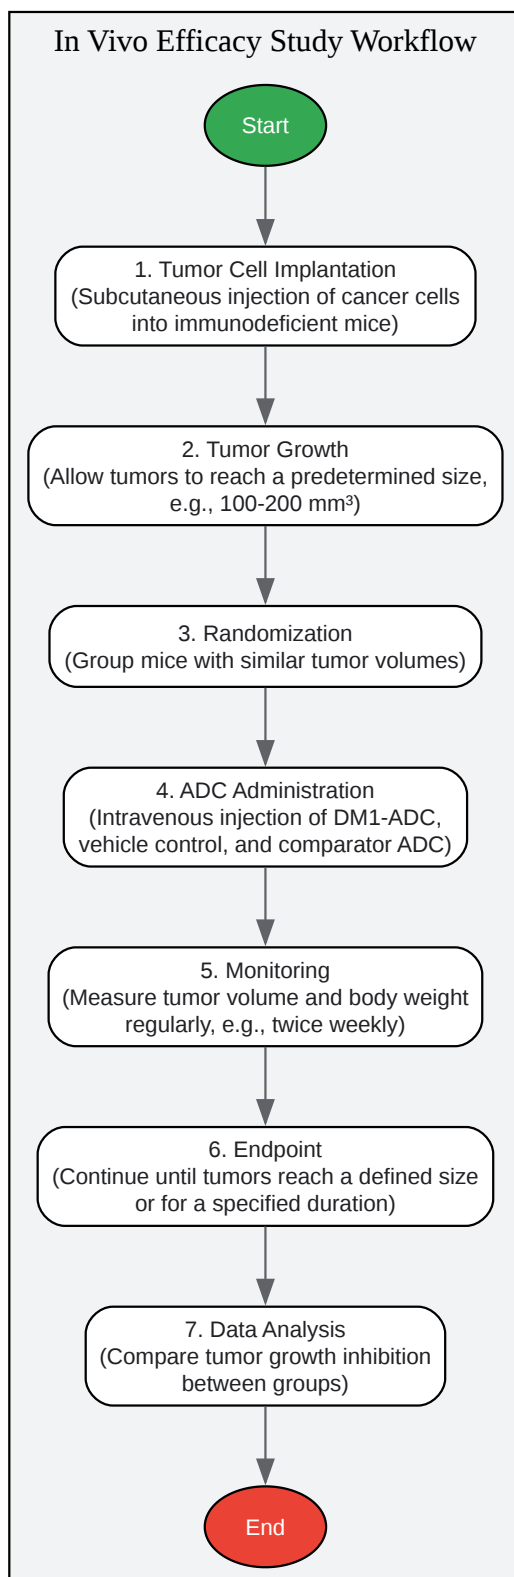 In Vivo Efficacy Study Workflow
Start
1. Tumor Cell Implantation
(Subcutaneous injection of cancer cells
into immunodeficient mice)
2. Tumor Growth
(Allow tumors to reach a predetermined size,
e.g., 100-200 mm³)
3. Randomization
(Group mice with similar tumor volumes)
4. ADC Administration
(Intravenous injection of DM1-ADC,
vehicle control, and comparator ADC)
5. Monitoring
(Measure tumor volume and body weight
regularly, e.g., twice weekly)
6. Endpoint
(Continue until tumors reach a defined size
or for a specified duration)
7. Data Analysis
(Compare tumor growth inhibition
between groups)
End